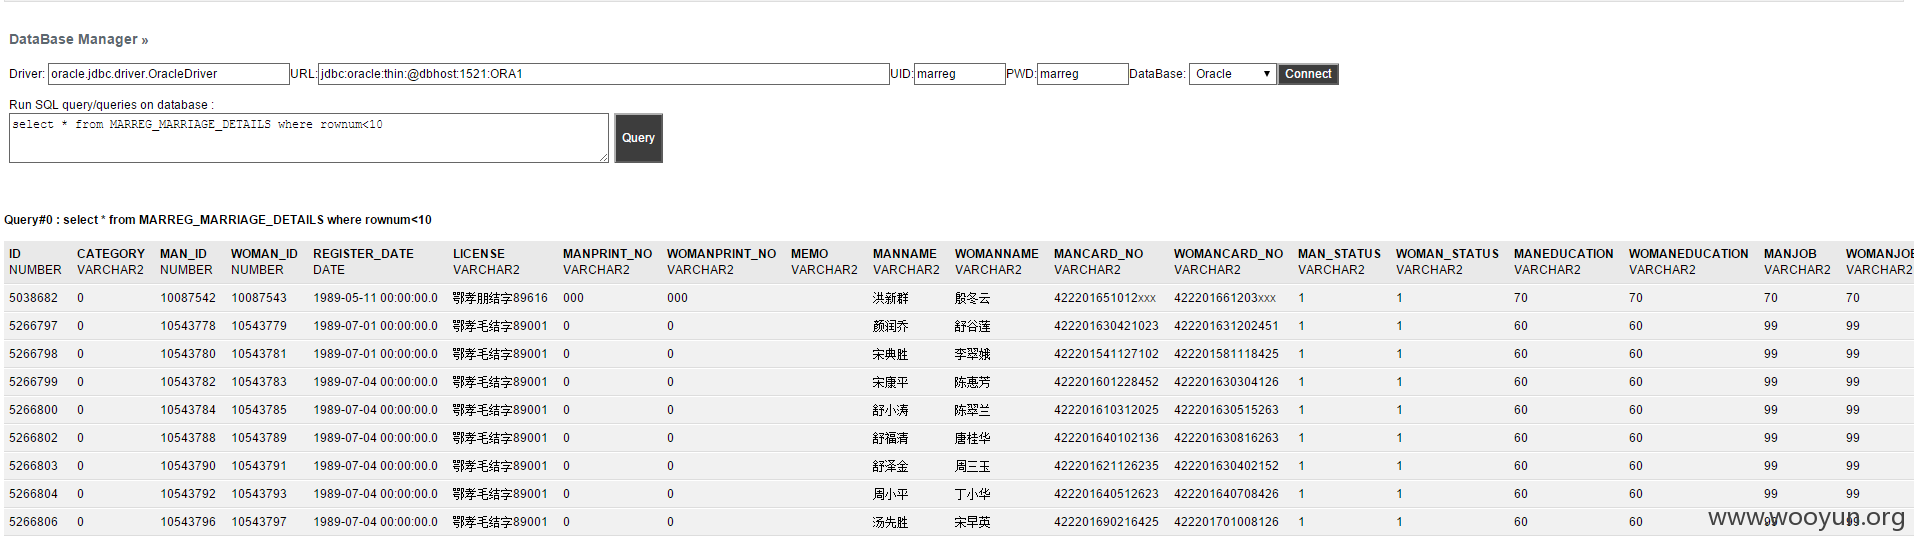 DataBase Manager »
Driver: oracle.jdbc.driver.OracleDriver URL: jdbc:oracle:thin:@dbhost:1521:ORA1 UID: marreg PWD: marreg DataBase: Oracle Connect
Run SQL query/queries on database :
select * from MARREG_MARRIAGE_DETAILS where rownum<10
Query
Query#0 : select * from MARREG_MARRIAGE_DETAILS where rownum<10
ID CATEGORY MAN_ID WOMAN_ID REGISTER_DATE LICENSE MANPRINT_NO WOMANPRINT_NO MEMO MANNAME WOMANNAME MANCARD_NO WOMANCARD_NO MAN_STATUS WOMAN_STATUS MANEDUCATION WOMANEDUCATION MANJOB WOMANJOB
NUMBER VARCHAR2 NUMBER NUMBER DATE VARCHAR2 VARCHAR2 VARCHAR2 VARCHAR2 VARCHAR2 VARCHAR2 VARCHAR2 VARCHAR2 VARCHAR2 VARCHAR2 VARCHAR2 VARCHAR2 VARCHAR2 VARCHAR2
5038682 0 10087542 10087543 1989-05-11 00:00:00.0 鄂孝朋结字89616 000 000 洪新群 殷冬云 422201651012xxx 422201661203xxx 1 1 70 70 70 70
5266797 0 10543778 10543779 1989-07-01 00:00:00.0 鄂孝毛结字89001 0 0 颜润乔 舒谷莲 422201630421023 422201631202451 1 1 60 60 99 99
5266798 0 10543780 10543781 1989-07-01 00:00:00.0 鄂孝毛结字89001 0 0 宋典胜 李翠娥 422201541127102 422201581118425 1 1 60 60 99 99
5266799 0 10543782 10543783 1989-07-04 00:00:00.0 鄂孝毛结字89001 0 0 宋康平 陈惠芳 422201601228452 422201630304126 1 1 60 60 99 99
5266800 0 10543784 10543785 1989-07-04 00:00:00.0 鄂孝毛结字89001 0 0 舒小涛 陈翠兰 422201610312025 422201630515263 1 1 60 60 99 99
5266802 0 10543788 10543789 1989-07-04 00:00:00.0 鄂孝毛结字89001 0 0 舒福清 唐桂华 422201640102136 422201630816263 1 1 60 60 99 99
5266803 0 10543790 10543791 1989-07-04 00:00:00.0 鄂孝毛结字89001 0 0 舒泽金 周三玉 422201621126235 422201630402152 1 1 60 60 99 99
5266804 0 10543792 10543793 1989-07-04 00:00:00.0 鄂孝毛结字89001 0 0 周小平 丁小华 422201640512623 422201640708426 1 1 60 60 99 99
5266806 0 10543796 10543797 1989-07-04 00:00:00.0 鄂孝毛结字89001 0 0 汤先胜 宋早英 422201690216425 422201701008126 1 1 60 60 99 99
www.wooyun.org